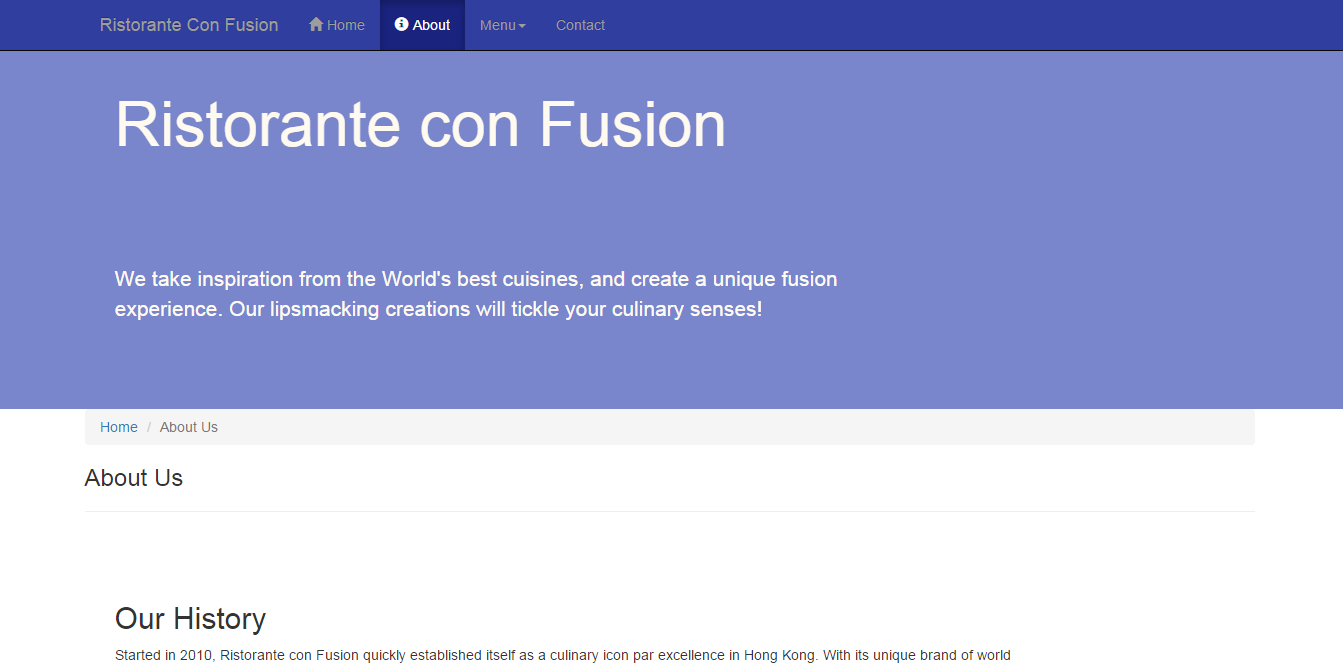 Ristorante Con Fusion Home About Menu Contact
Ristorante con Fusion
We take inspiration from the World's best cuisines, and create a unique fusion
experience. Our lipsmacking creations will tickle your culinary senses!
Home / About Us
About Us
Our History
Started in 2010, Ristorante con Fusion quickly established itself as a culinary icon par excellence in Hong Kong. With its unique brand of world